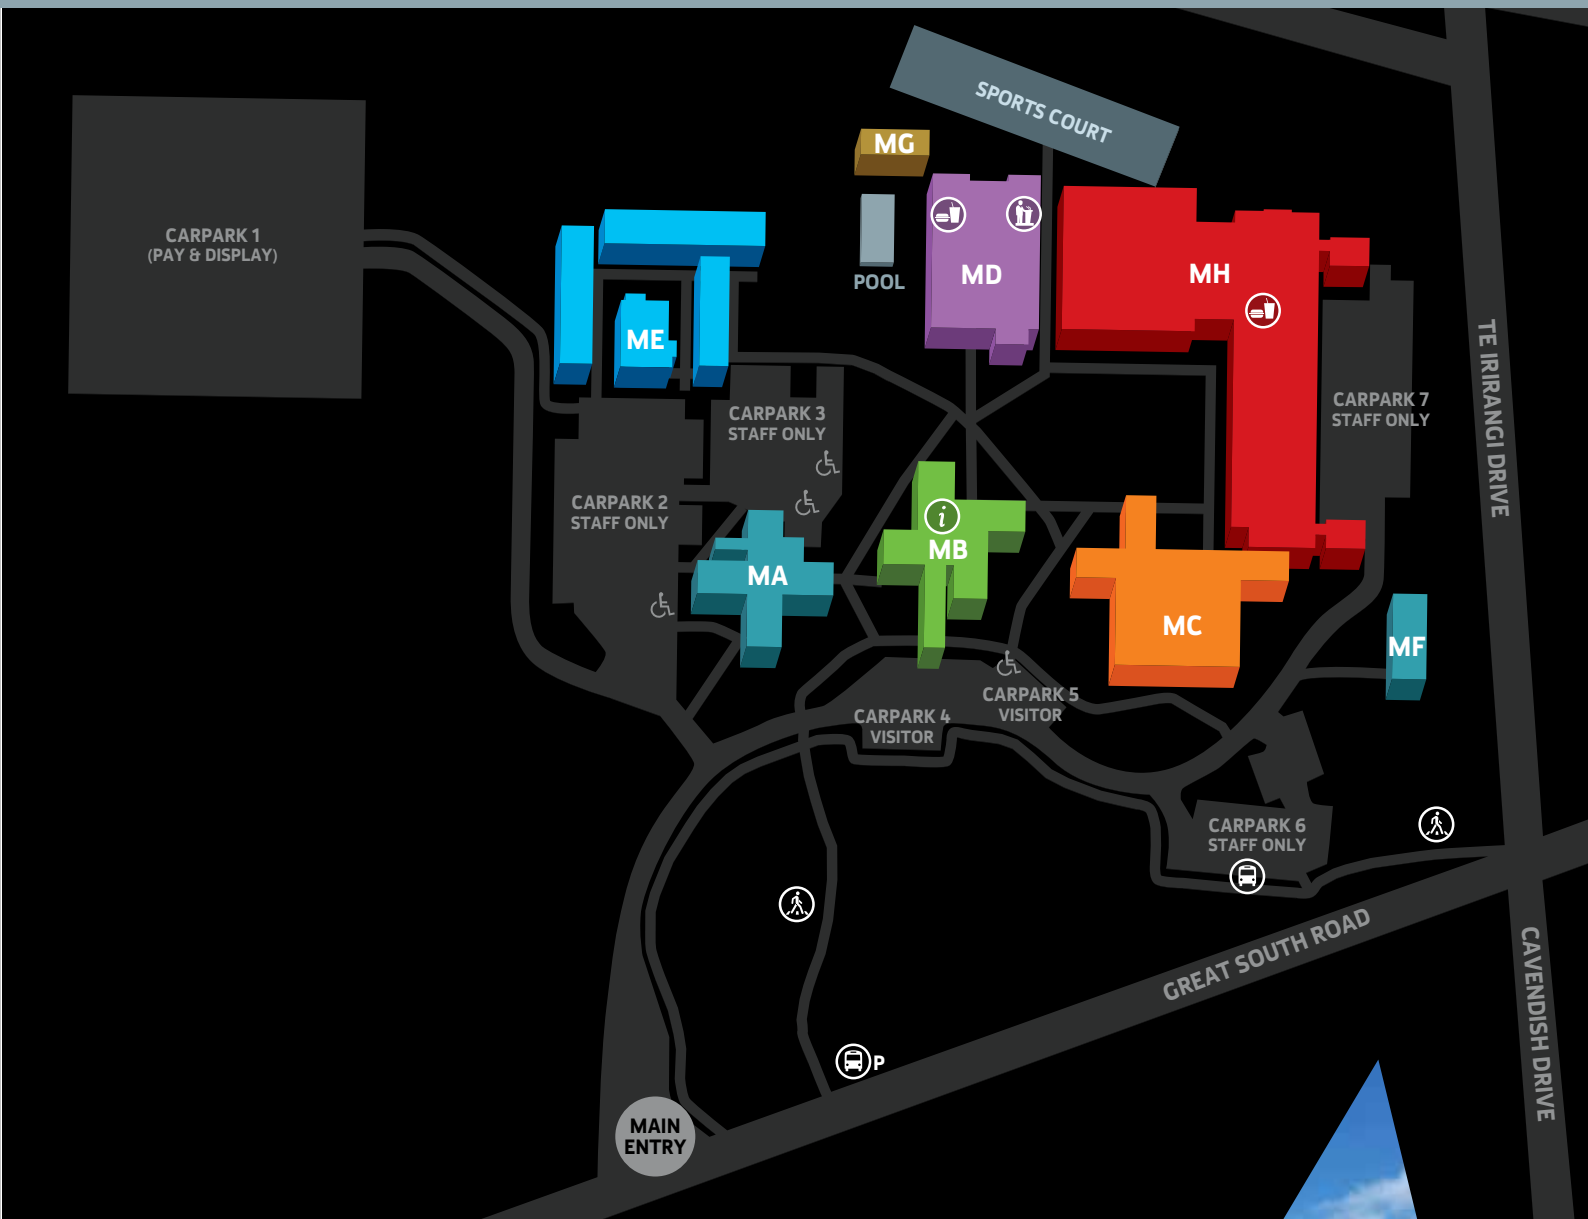 SPORTS COURT
MG
CARPARK 1
(PAY & DISPLAY)
POOL
MD
MH
ME
TE IRIRANGI DRIVE
CARPARK 3
STAFF ONLY
CARPARK 7
STAFF ONLY
CARPARK 2
STAFF ONLY
i
MB
MA
MC
MF
CARPARK 5
VISITOR
CARPARK 4
VISITOR
CARPARK 6
STAFF ONLY
GREAT SOUTH ROAD
CAVENDISH DRIVE
P
MAIN
ENTRY